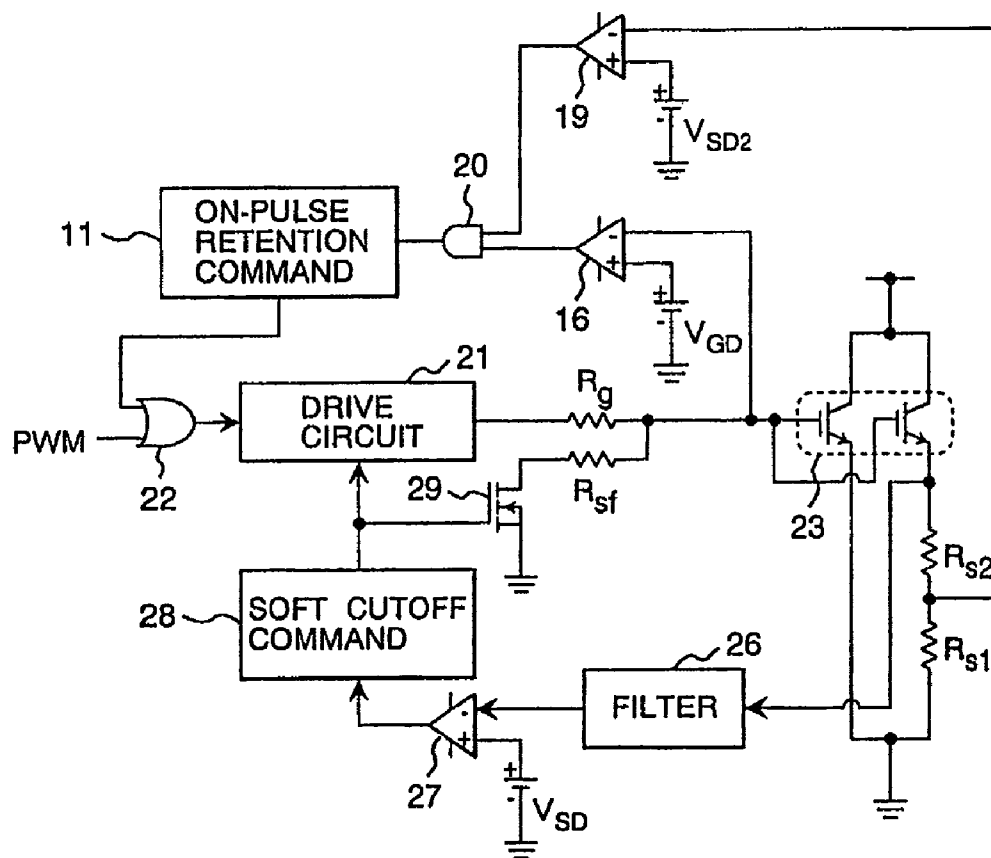 -
+
19
+
-
V_SD2
20
11
ON-PULSE
RETENTION
COMMAND
-
+
16
+
-
V_GD
21
DRIVE
CIRCUIT
R_g
PWM
22
29
R_sf
23
28
SOFT CUTOFF
COMMAND
R_s2
26
FILTER
R_s1
-
+
27
+
-
V_SD